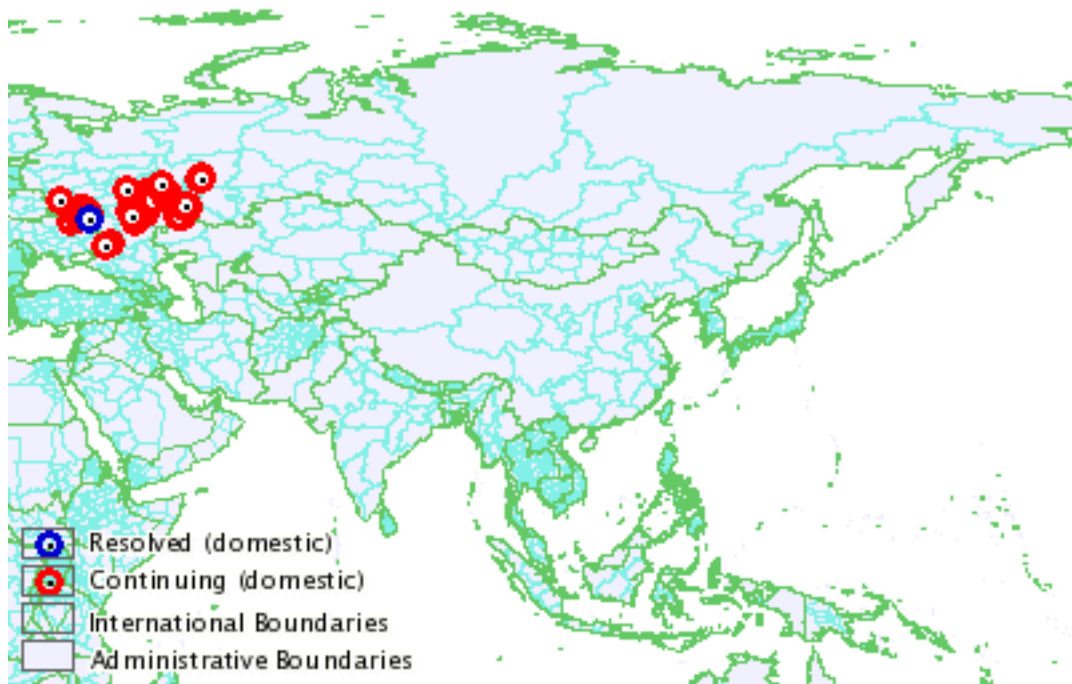 Resolved (domestic)
Continuing (domestic)
International Boundaries
Administrative Boundaries